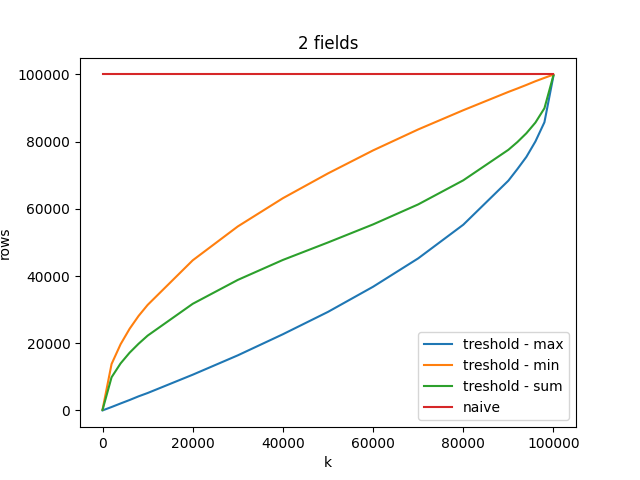 2 fields
100000
80000
60000
40000
20000
0
rows
0 20000 40000 60000 80000 100000
k
treshold - max
treshold - min
treshold - sum
naive